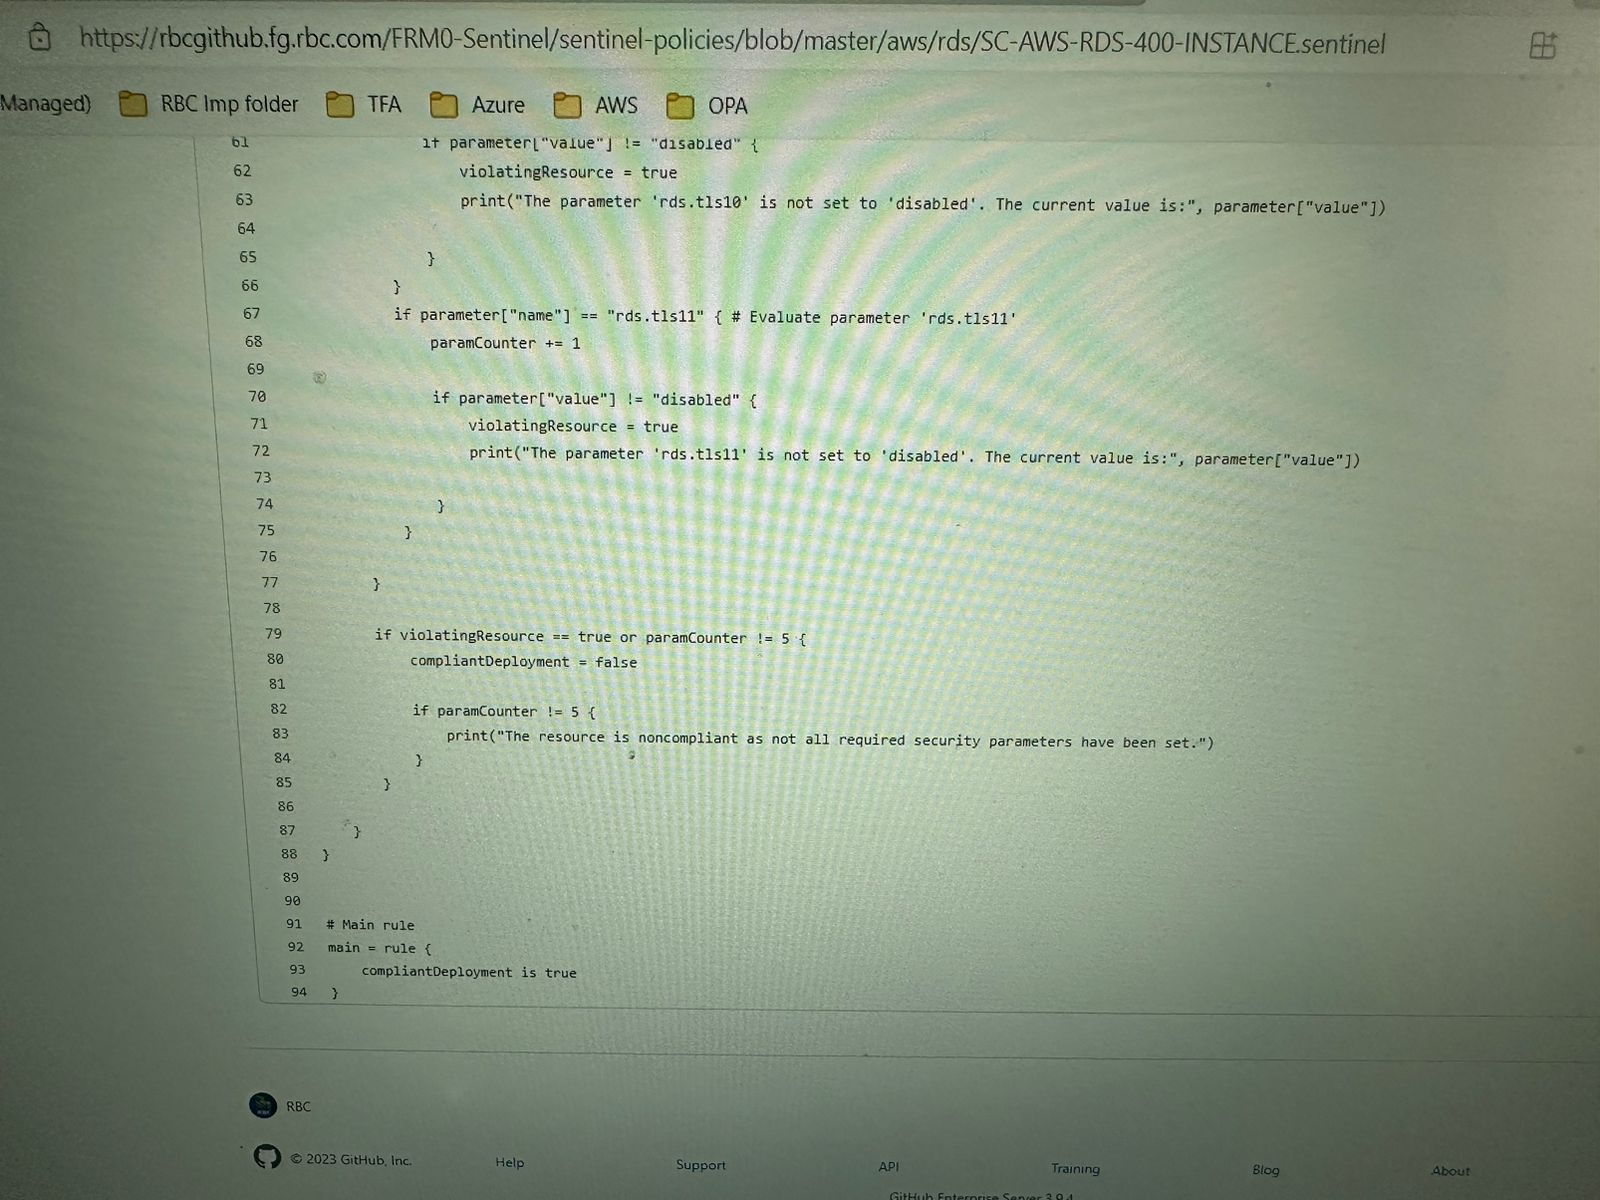 https://rbcgithub.fg.rbc.com/FRM0-Sentinel/sentinel-policies/blob/master/aws/rds/SC-AWS-RDS-400-INSTANCE.sentinel
Managed) RBC Imp folder TFA Azure AWS OPA
61 if parameter["value"] != "disabled" {
62 violatingResource = true
63 print("The parameter 'rds.tls10' is not set to 'disabled'. The current value is:", parameter["value"])
64
65 }
66 }
67 if parameter["name"] == "rds.tls11" { # Evaluate parameter 'rds.tls11'
68 paramCounter += 1
69
70 if parameter["value"] != "disabled" {
71 violatingResource = true
72 print("The parameter 'rds.tls11' is not set to 'disabled'. The current value is:", parameter["value"])
73
74 }
75 }
76
77 }
78
79 if violatingResource == true or paramCounter != 5 {
80 compliantDeployment = false
81
82 if paramCounter != 5 {
83 print("The resource is noncompliant as not all required security parameters have been set.")
84 }
85 }
86
87 }
88 }
89
90
91 # Main rule
92 main = rule {
93 compliantDeployment is true
94 }
RBC
© 2023 GitHub, Inc. Help Support API Training Blog About
GitHub Enterprise Server 3.9.4